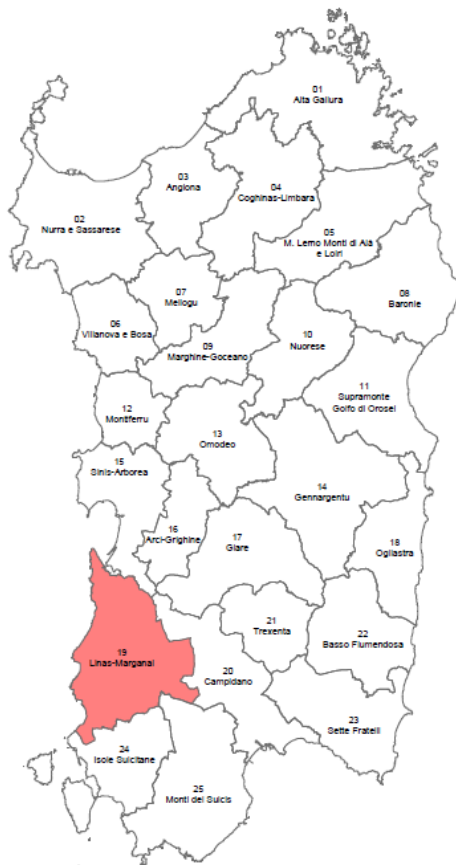 01
Alta Gallura
02
Nurra e Sassarese
03
Anglona
04
Coghinas-Limbara
05
M. Lerno Monti di Alà
e Loiri
06
Villanova e Bosa
07
Meilogu
08
Baronie
09
Marghine-Goceano
10
Nuorese
11
Supramonte
Golfo di Orosei
12
Montiferru
13
Omodeo
14
Gennargentu
15
Sinis-Arborea
16
Arci-Grighine
17
Giare
18
Ogliastra
19
Linas-Marganai
20
Campidano
21
Trexenta
22
Basso Flumendosa
23
Sette Fratelli
24
Isole Sulcitane
25
Monti del Sulcis